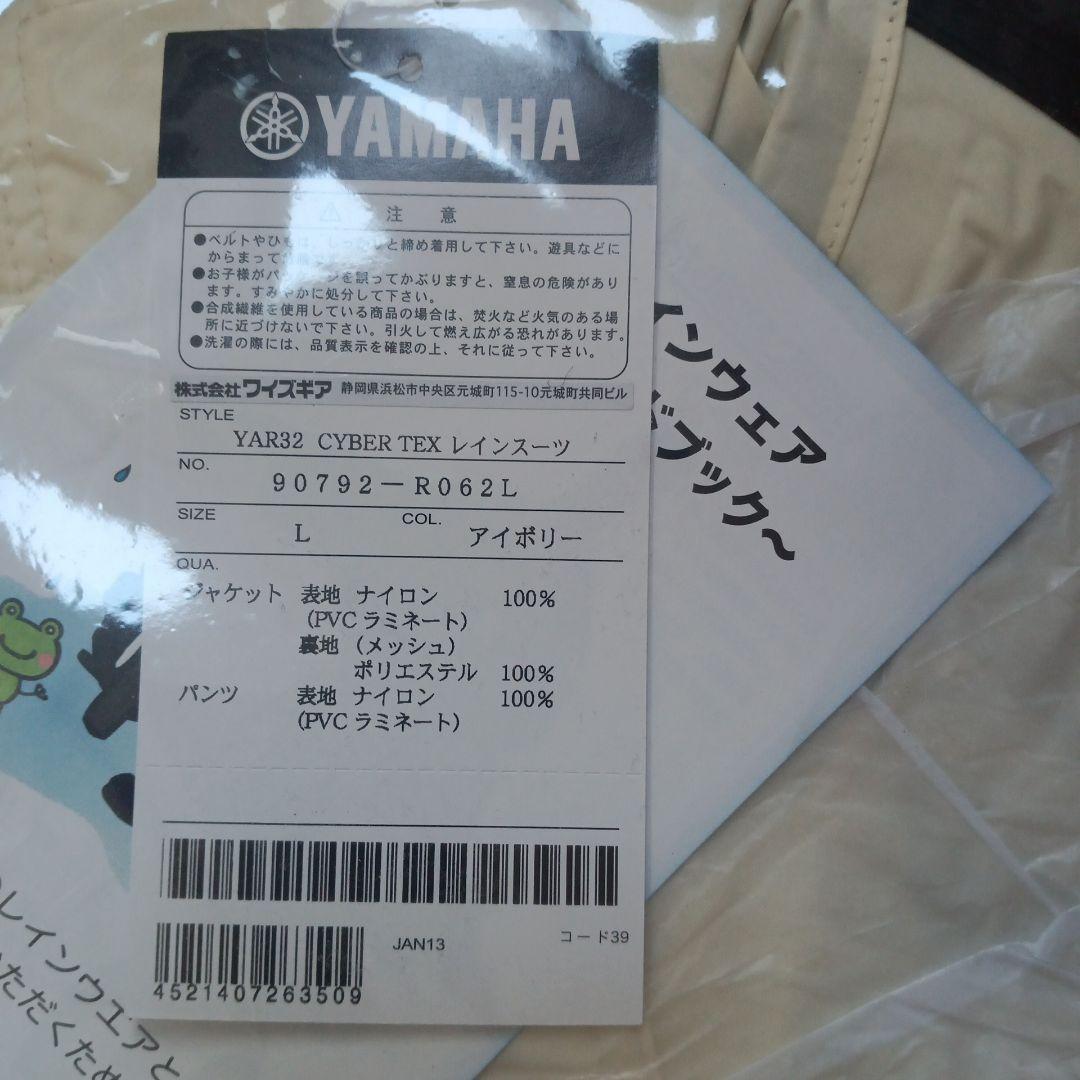 YAMAHA
注 意
●ベルトやひもは、しっかりと締め着用して下さい。遊具などに
からまって
●お子様がパッケージを誤ってかぶりますと、窒息の危険があり
ます。すみやかに処分して下さい。
●合成繊維を使用している商品の場合は、焚火など火気のある場
所に近づけないで下さい。引火して燃え広がる恐れがあります。
●洗濯の際には、品質表示を確認の上、それに従って下さい。
株式会社ワイズギア 静岡県浜松市中央区元城町115-10元城町共同ビル
STYLE
YAR32 CYBER TEX レインスーツ
NO.
90792-R062L
SIZE L COL. アイボリー
QUA.
ジャケット 表地 ナイロン 100%
(PVCラミネート)
裏地 (メッシュ)
ポリエステル 100%
パンツ 表地 ナイロン 100%
(PVCラミネート)
JAN13 コード39
4521407263509
インウェア
ドブック〜
レインウエアと
ただくため